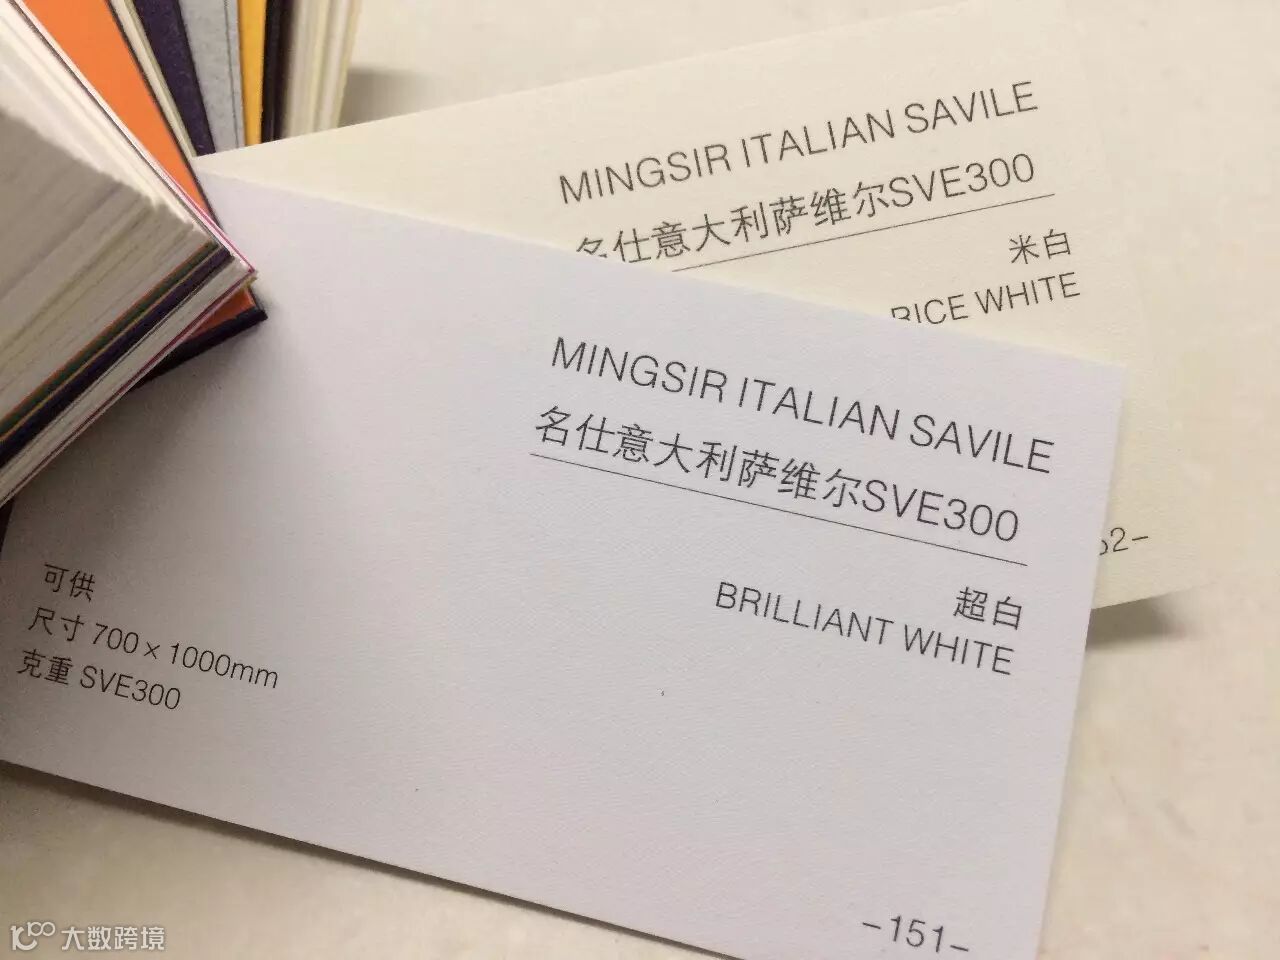 MINGSIR ITALIAN SAVILE
名仕意大利萨维尔SVE300
米白
RICE WHITE
MINGSIR ITALIAN SAVILE
名仕意大利萨维尔SVE300
超白
BRILLIANT WHITE
可供
尺寸 700×1000mm
克重 SVE300
-151-
大数跨境